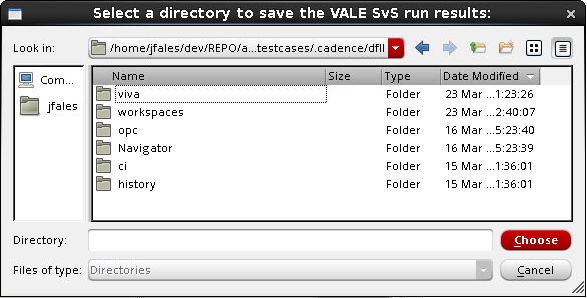 Select a directory to save the VALE SvS run results:
Look in: /home/jfales/dev/REPO/a...testcases/.cadence/dfII
Com...
jfales
Name Size Type Date Modified
viva Folder 23 Mar ...1:23:26
workspaces Folder 23 Mar ...2:40:07
opc Folder 16 Mar ...5:23:40
Navigator Folder 16 Mar ...5:23:39
ci Folder 15 Mar ...1:36:01
history Folder 15 Mar ...1:36:01
Directory: Choose
Files of type: Directories Cancel